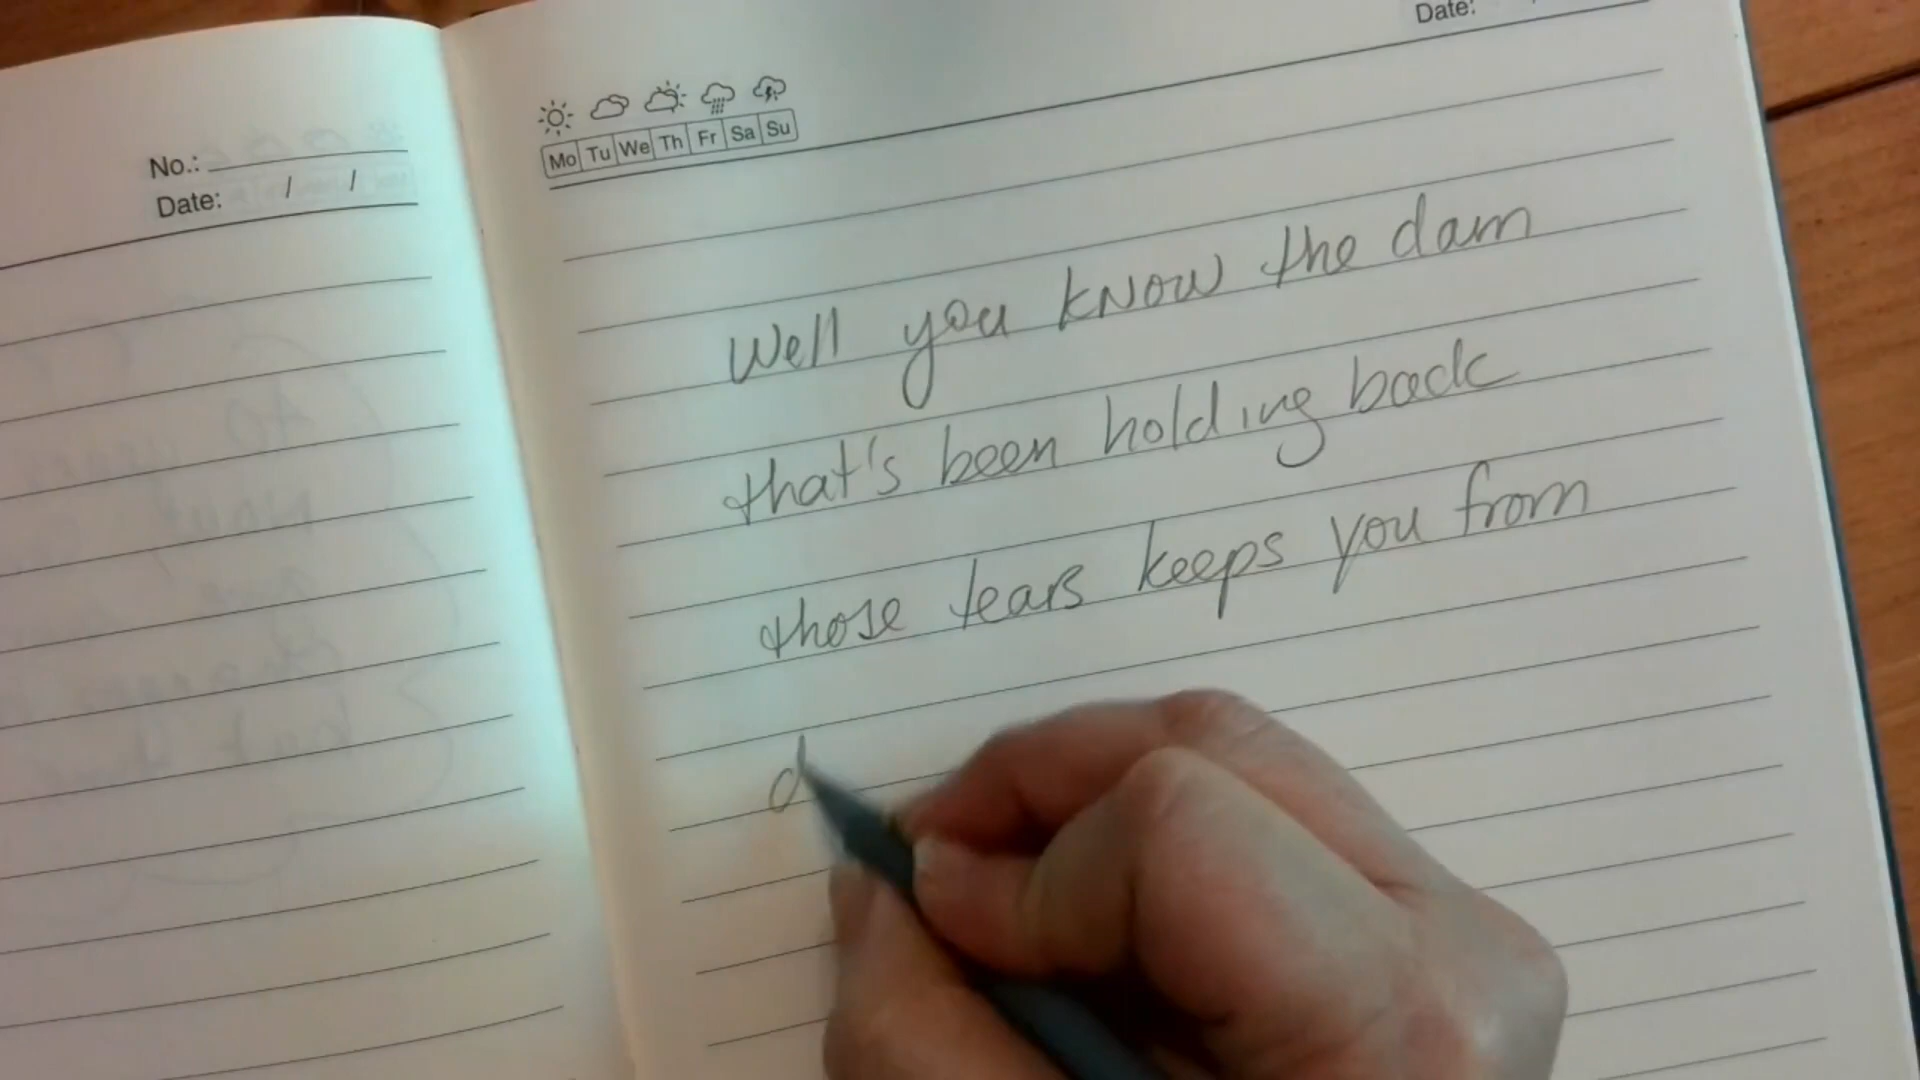 No.:
Date: / /
Date:
Mo Tu We Th Fr Sa Su
Well you know the dam
that's been holding back
those tears keeps you from
d